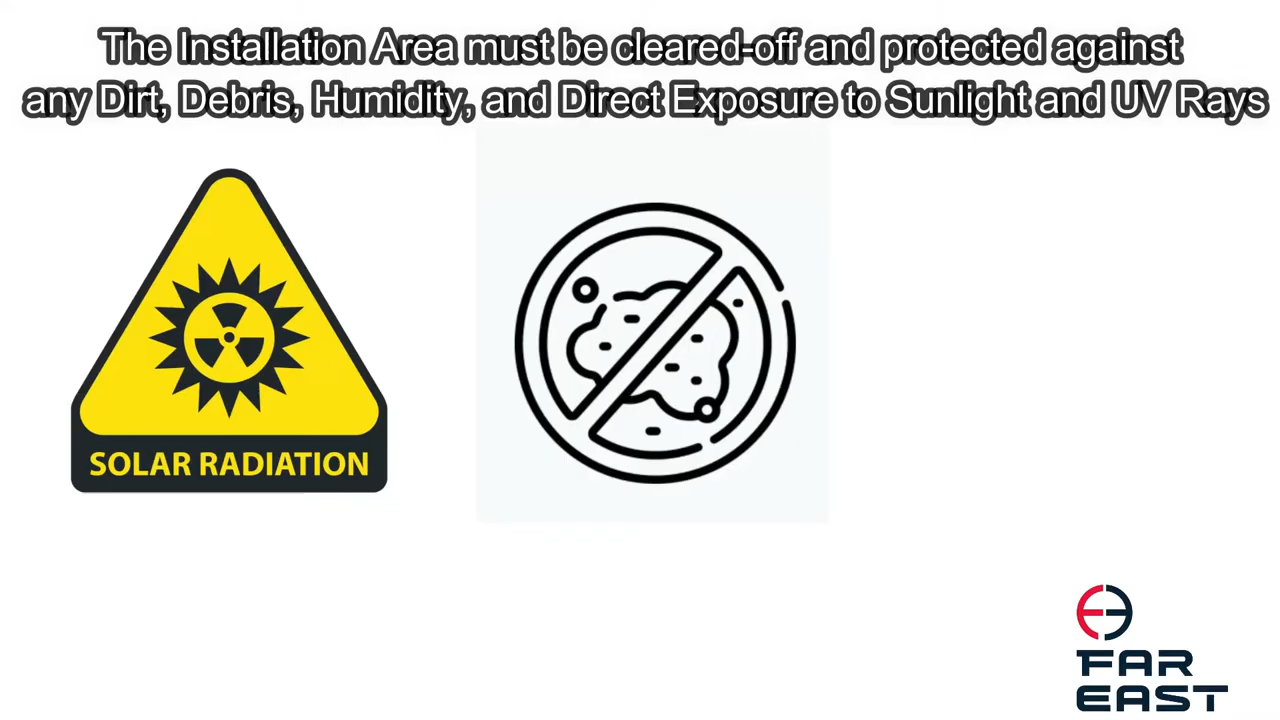 The Installation Area must be cleared-off and protected against
any Dirt, Debris, Humidity, and Direct Exposure to Sunlight and UV Rays
SOLAR RADIATION
FAR
EAST